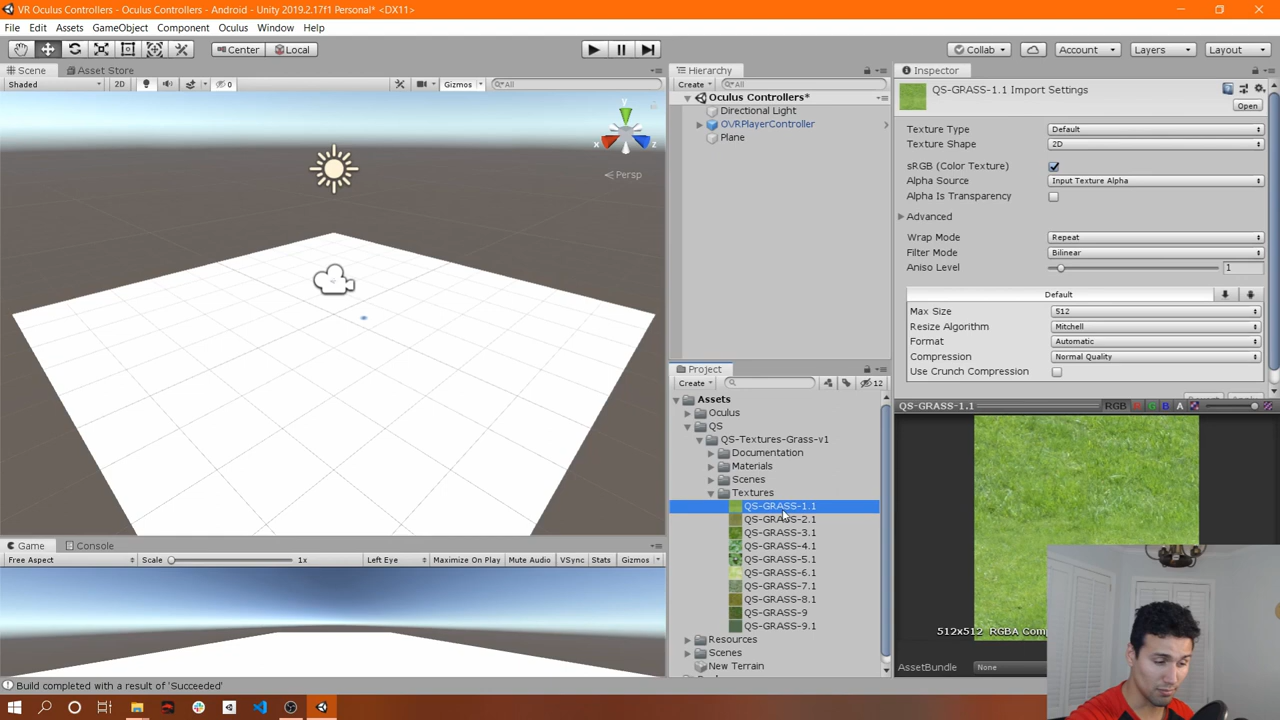 VR Oculus Controllers - Oculus Controllers - Android - Unity 2019.2.17f1 Personal* <DX11>
File Edit Assets GameObject Component Oculus Window Help
Center Local Collab Account Layers Layout
Scene Asset Store
Shaded 2D 0 Gizmos All
y
x
z
Persp
Hierarchy
Create All
Oculus Controllers*
Directional Light
OVRPlayerController
Plane
Inspector
QS-GRASS-1.1 Import Settings
Open
Texture Type Default
Texture Shape 2D
sRGB (Color Texture)
Alpha Source Input Texture Alpha
Alpha Is Transparency
Advanced
Wrap Mode Repeat
Filter Mode Bilinear
Aniso Level 1
Default
Max Size 512
Resize Algorithm Mitchell
Format Automatic
Compression Normal Quality
Use Crunch Compression
QS-GRASS-1.1 RGB R G B A
512x512 RGBA Comp
AssetBundle None
Project
Create 12
Assets
Oculus
QS
QS-Textures-Grass-v1
Documentation
Materials
Scenes
Textures
QS-GRASS-1.1
QS-GRASS-2.1
QS-GRASS-3.1
QS-GRASS-4.1
QS-GRASS-5.1
QS-GRASS-6.1
QS-GRASS-7.1
QS-GRASS-8.1
QS-GRASS-9
QS-GRASS-9.1
Resources
Scenes
New Terrain
Game Console
Free Aspect Scale 1x Left Eye Maximize On Play Mute Audio VSync Stats Gizmos
Build completed with a result of 'Succeeded'